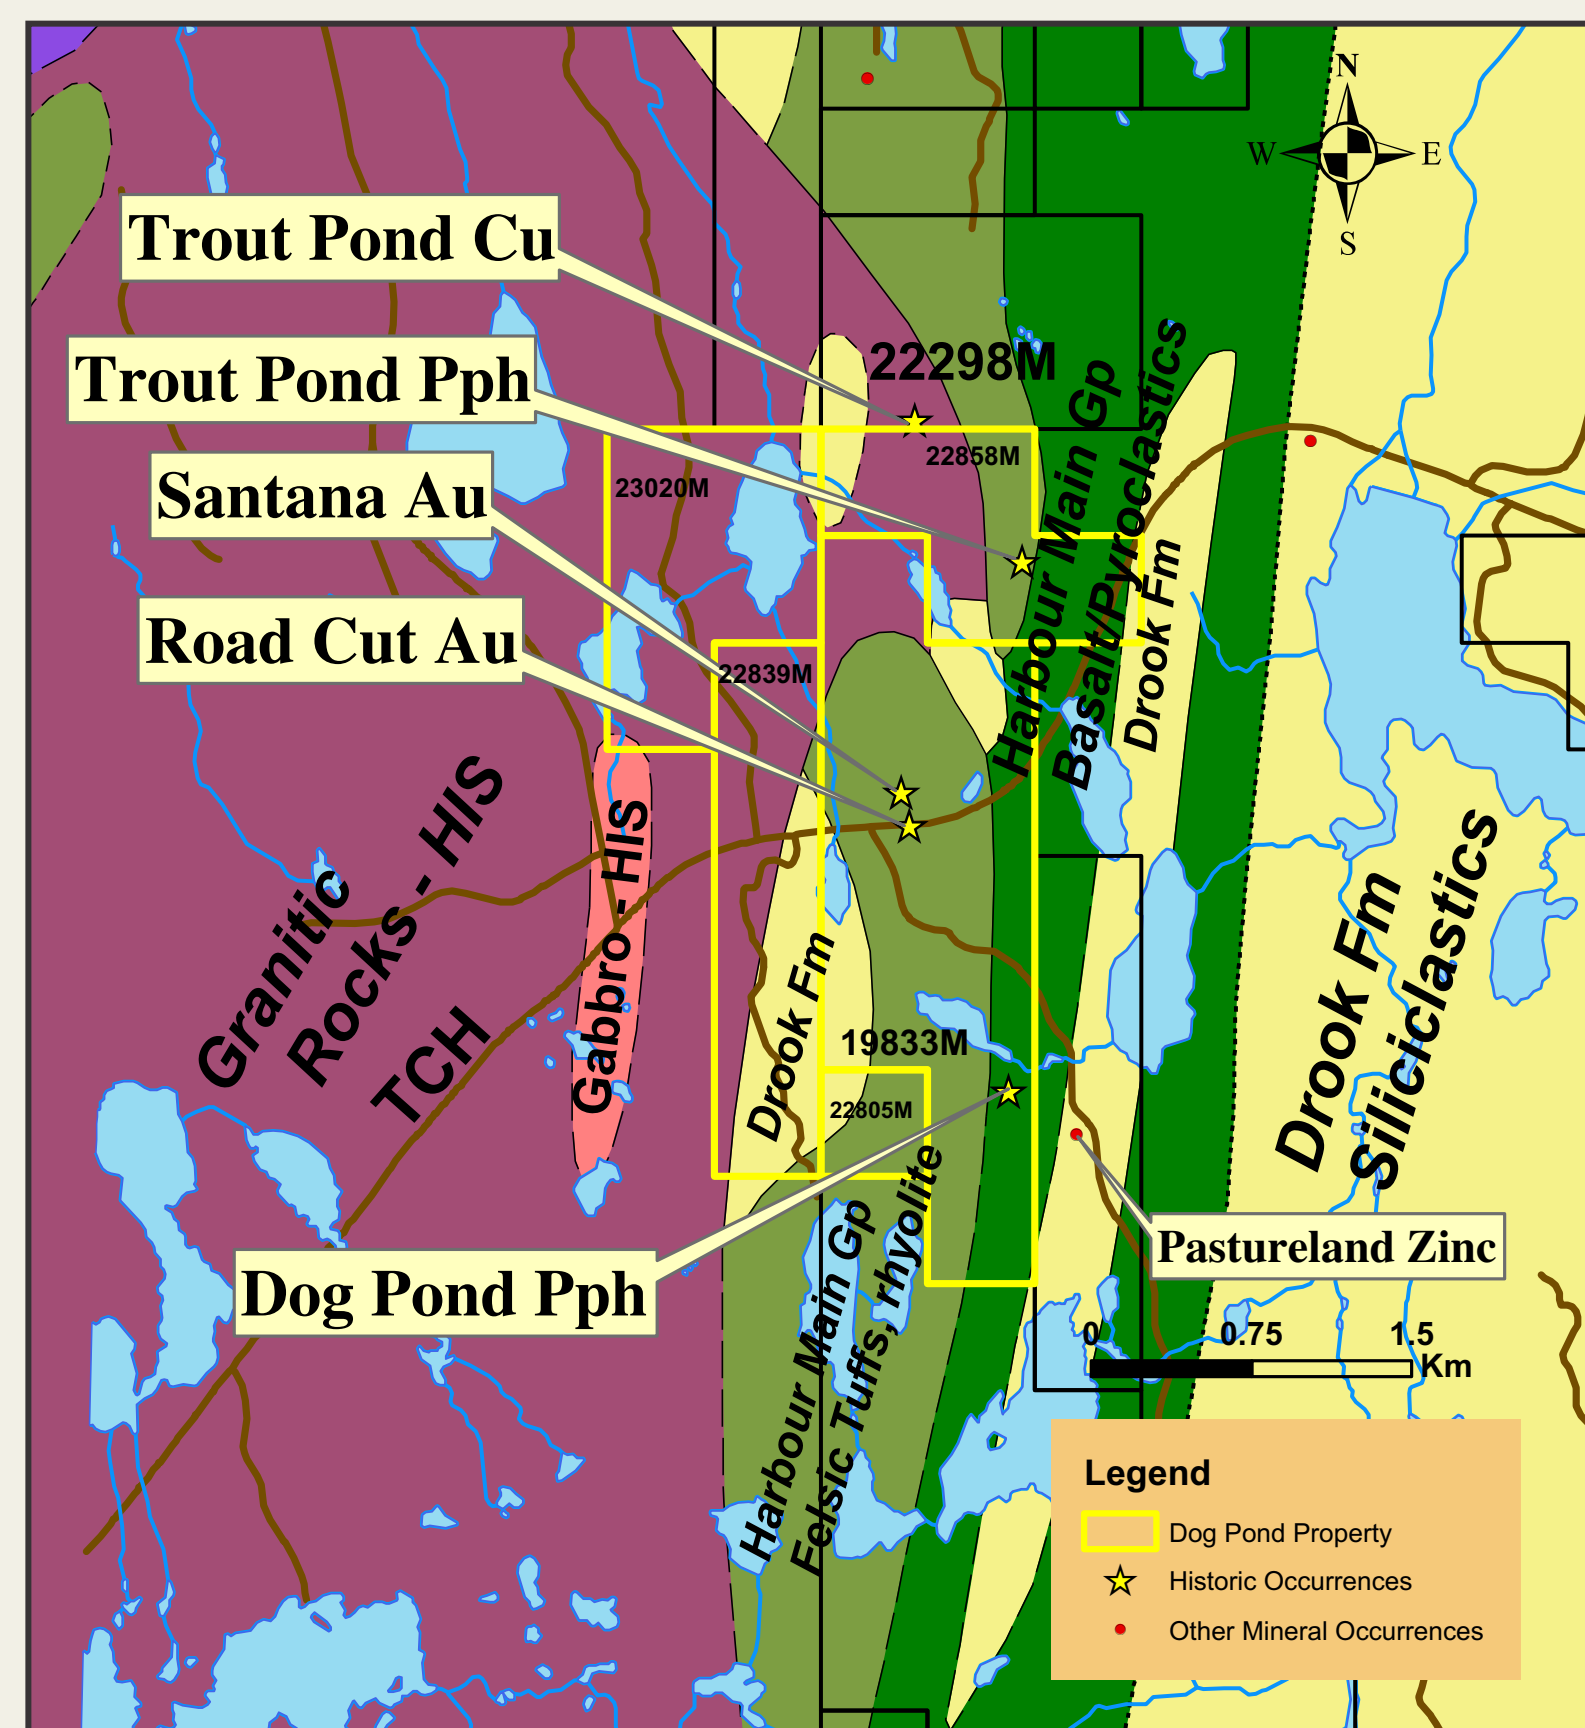 N
W E
S
Trout Pond Cu
22298M
Trout Pond Pph
22858M
23020M
Santana Au
Road Cut Au
22839M
Harbour Main Gp
Basalt/Pyroclastics
Drook Fm
Granitic
Rocks - HIS
Gabbro - HIS
TCH
Drook Fm
Drook Fm
Siliciclastics
19833M
22805M
Pastureland Zinc
Dog Pond Pph
Harbour Main Gp
Felsic Tuffs, rhyolite
0 0.75 1.5
Km
Legend
Dog Pond Property
Historic Occurrences
Other Mineral Occurrences